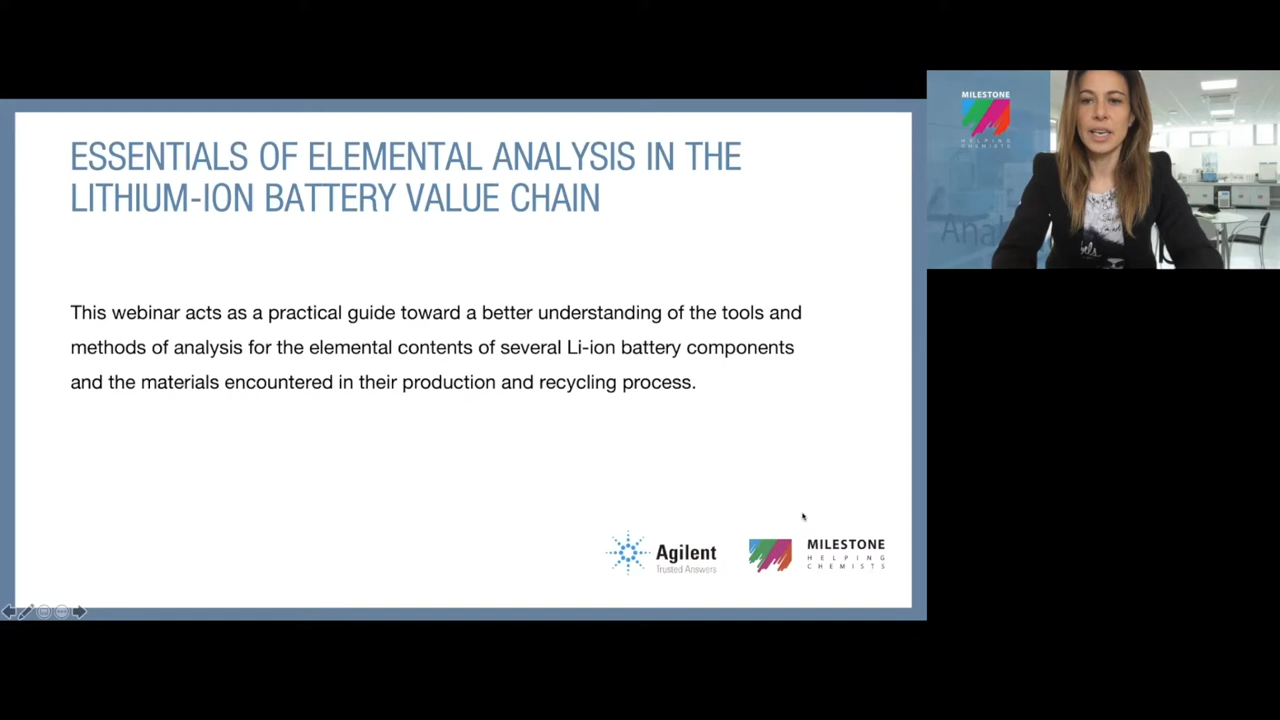 ESSENTIALS OF ELEMENTAL ANALYSIS IN THE
LITHIUM-ION BATTERY VALUE CHAIN
This webinar acts as a practical guide toward a better understanding of the tools and
methods of analysis for the elemental contents of several Li-ion battery components
and the materials encountered in their production and recycling process.
Agilent
Trusted Answers
MILESTONE
HELPING
CHEMISTS
MILESTONE
HELPING
CHEMISTS